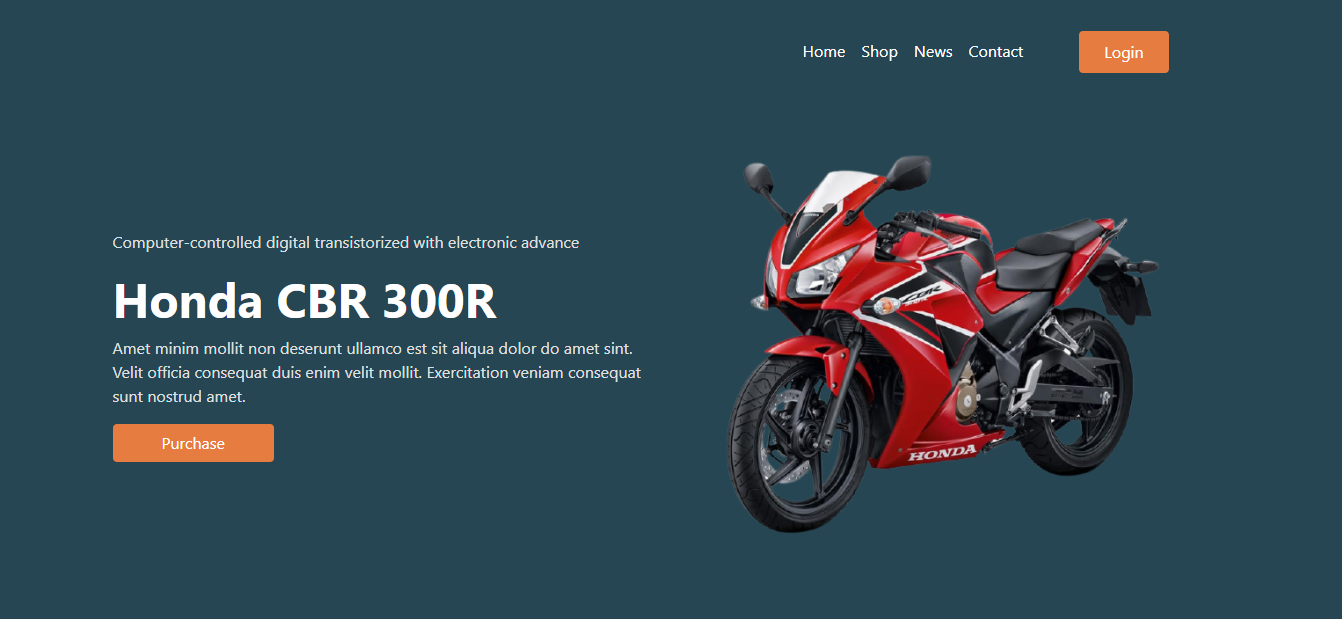 Home Shop News Contact Login
Computer-controlled digital transistorized with electronic advance
Honda CBR 300R
Amet minim mollit non deserunt ullamco est sit aliqua dolor do amet sint.
Velit officia consequat duis enim velit mollit. Exercitation veniam consequat
sunt nostrud amet.
Purchase
CBR
HONDA